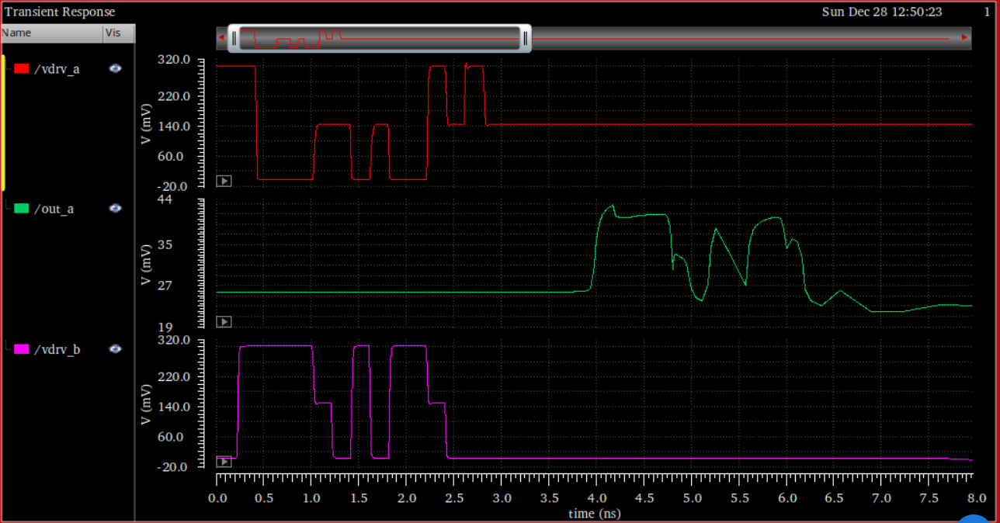 Transient Response Sun Dec 28 12:50:23 1
Name Vis
/vdrv_a
V (mV)
320.0
220.0
140.0
60.0
-20.0
/out_a
V (mV)
44
35
27
19
/vdrv_b
V (mV)
320.0
220.0
140.0
60.0
-20.0
0.0 0.5 1.0 1.5 2.0 2.5 3.0 3.5 4.0 4.5 5.0 5.5 6.0 6.5 7.0 7.5 8.0
time (ns)